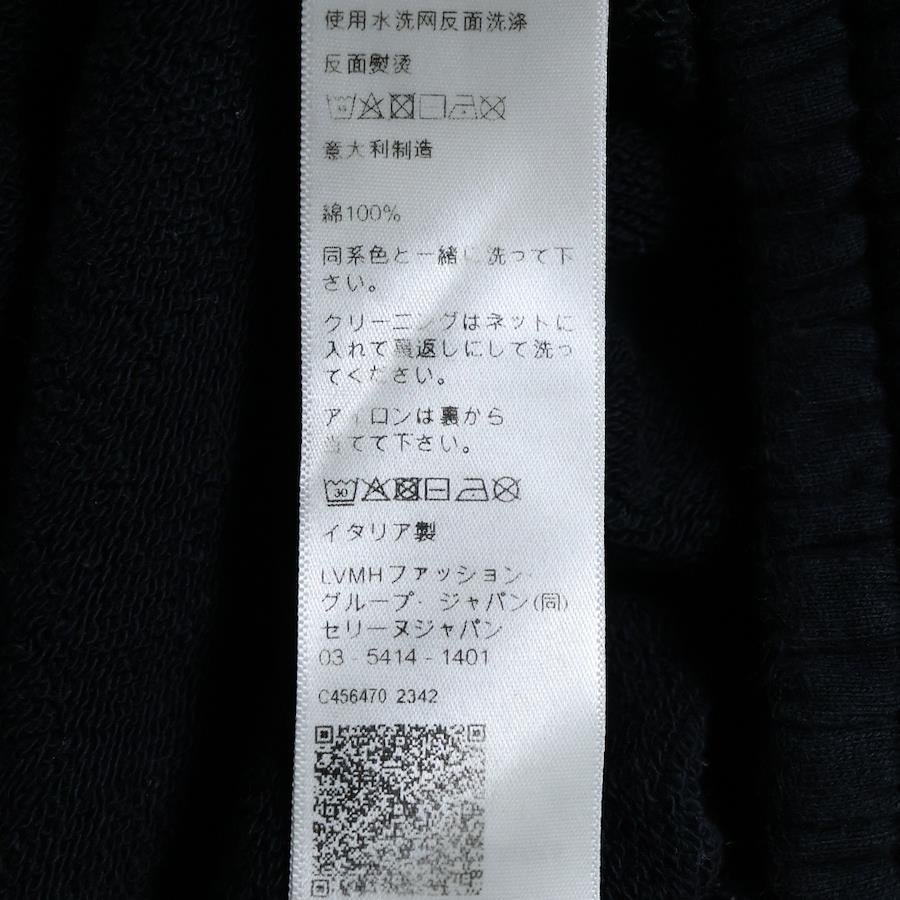 使用水洗网反面洗涤
反面熨烫
意大利制造
綿100%
同系色と一緒に洗って下
さい。
クリーニングはネットに
入れて裏返しにして洗っ
てください。
アイロンは裏から
当てて下さい。
30
イタリア製
LVMHファッション・
グループ・ジャパン(同)
セリーヌジャパン
03 - 5414 - 1401
C456470 2342